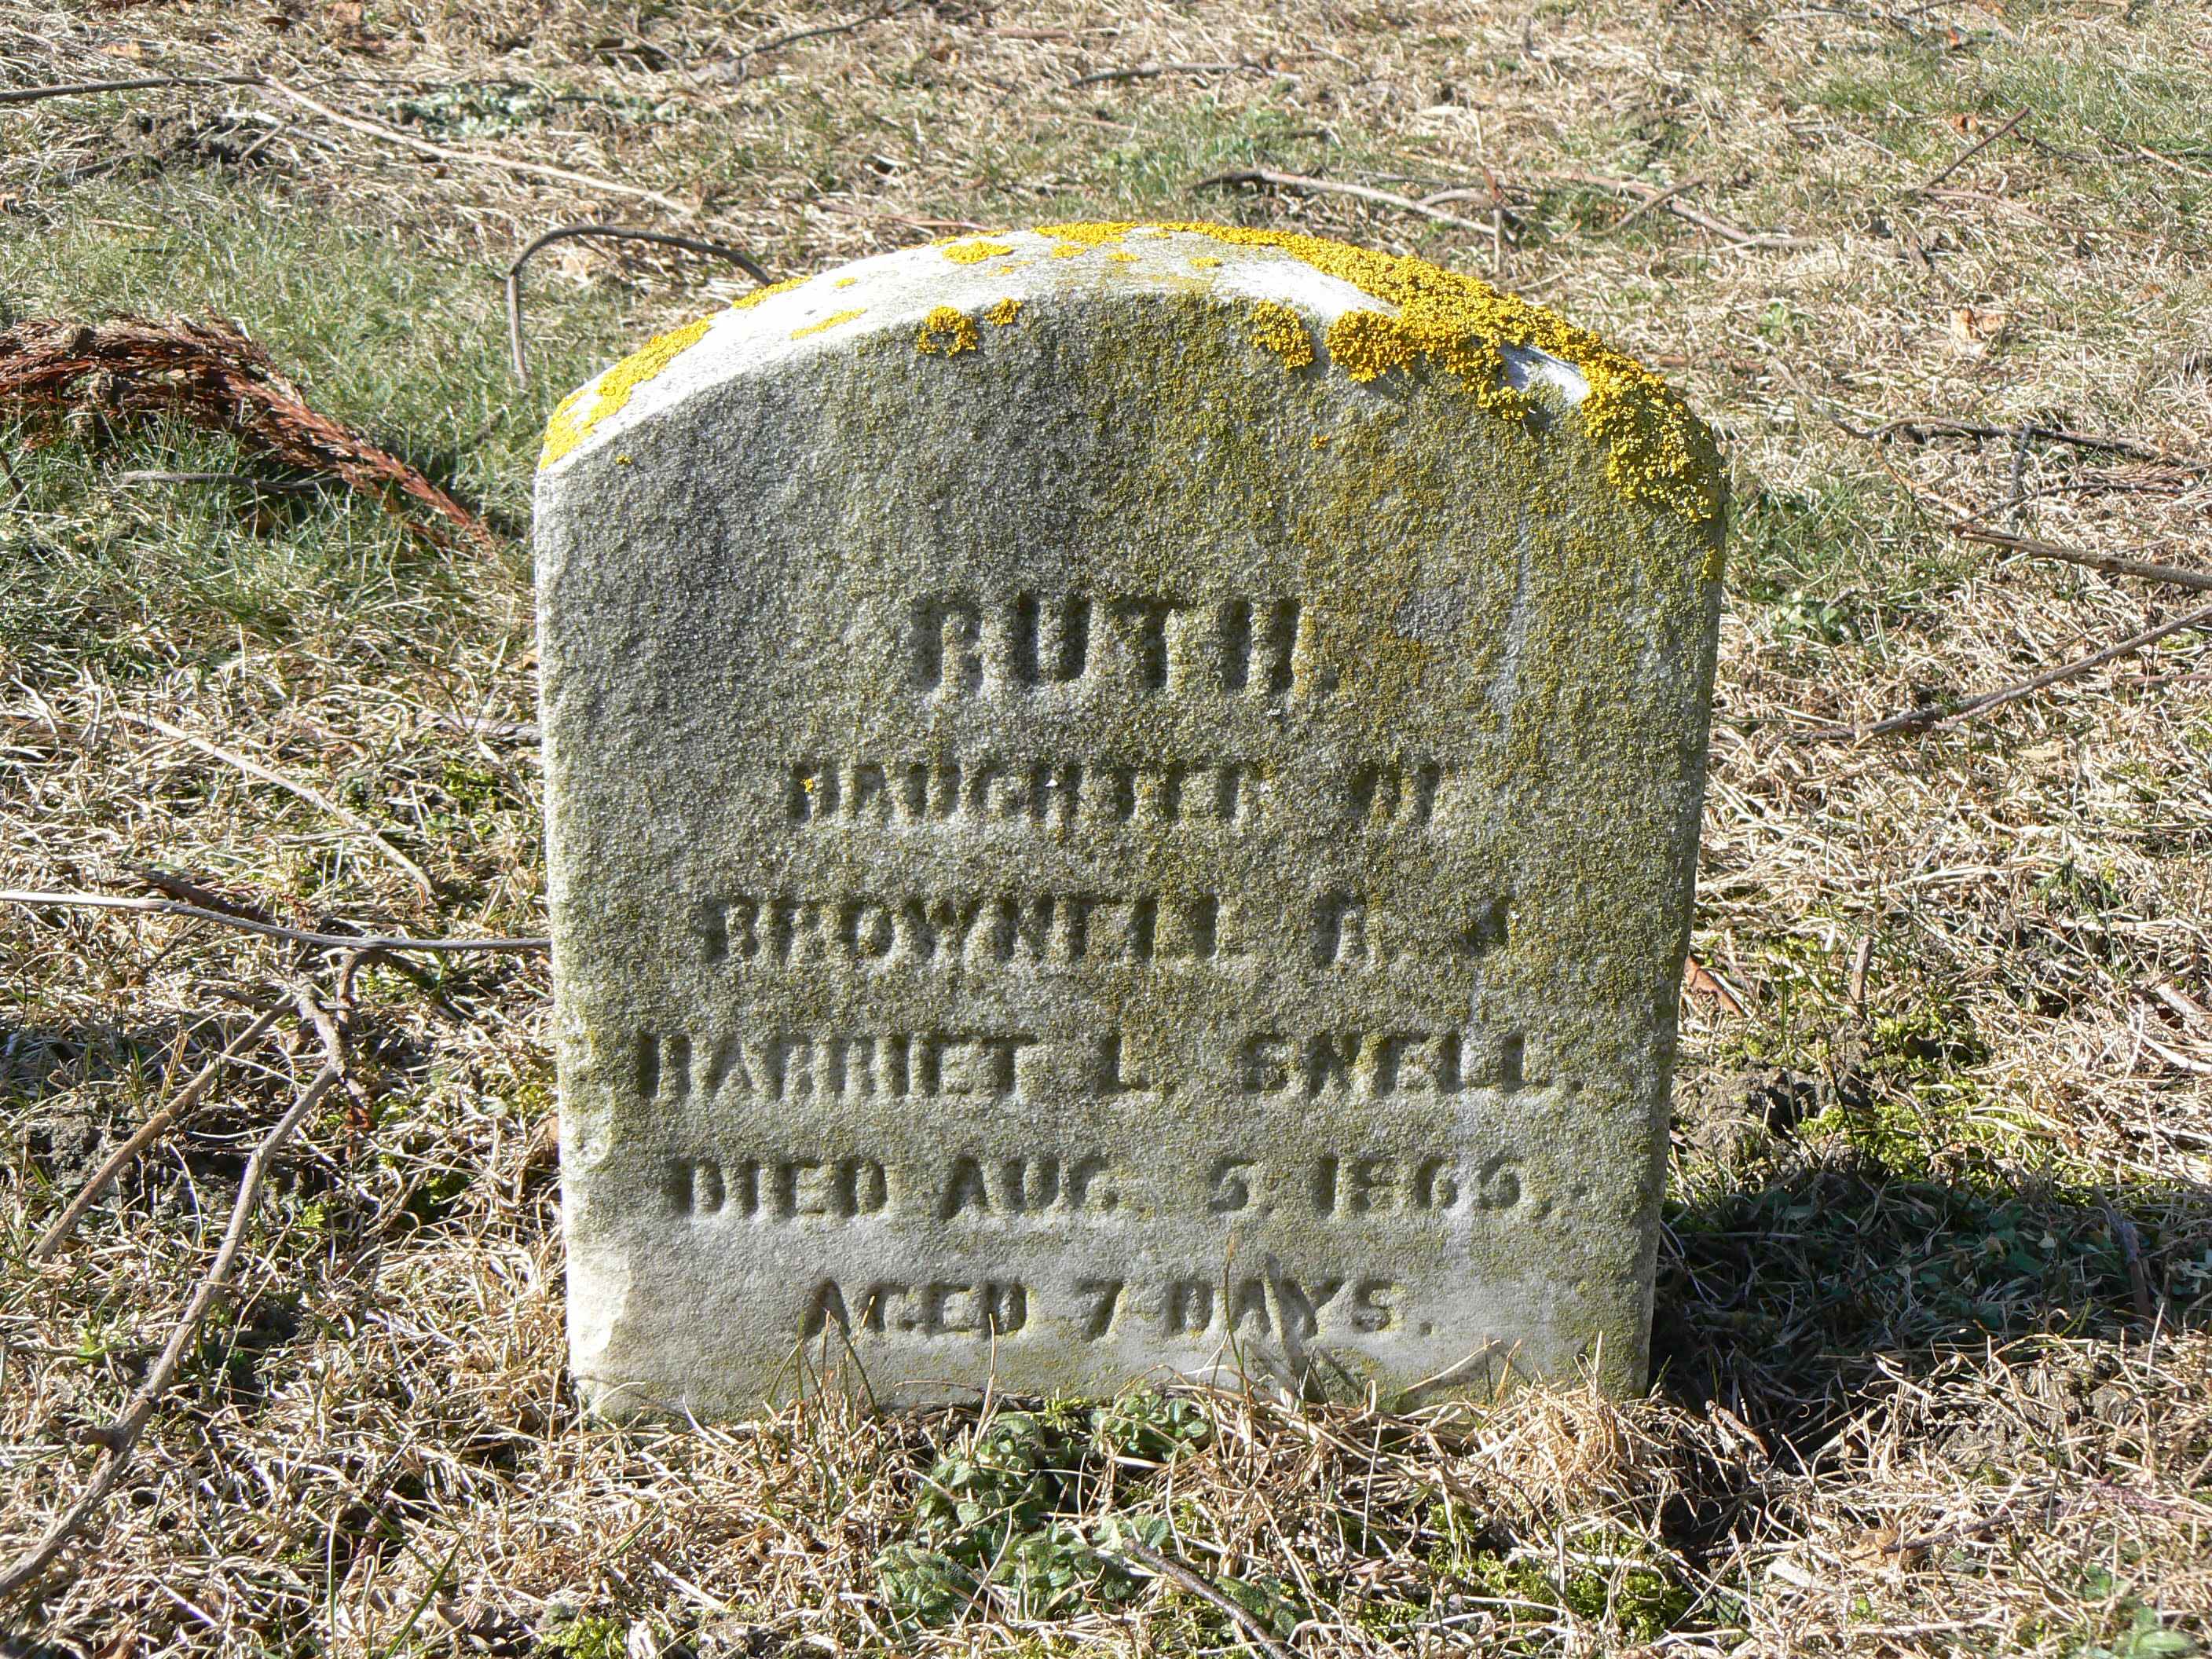 RUTH.
DAUGHTER OF
BROWNELL
HARRIET L. SNELL.
DIED AUG. 5,
AGED 7 DAYS.